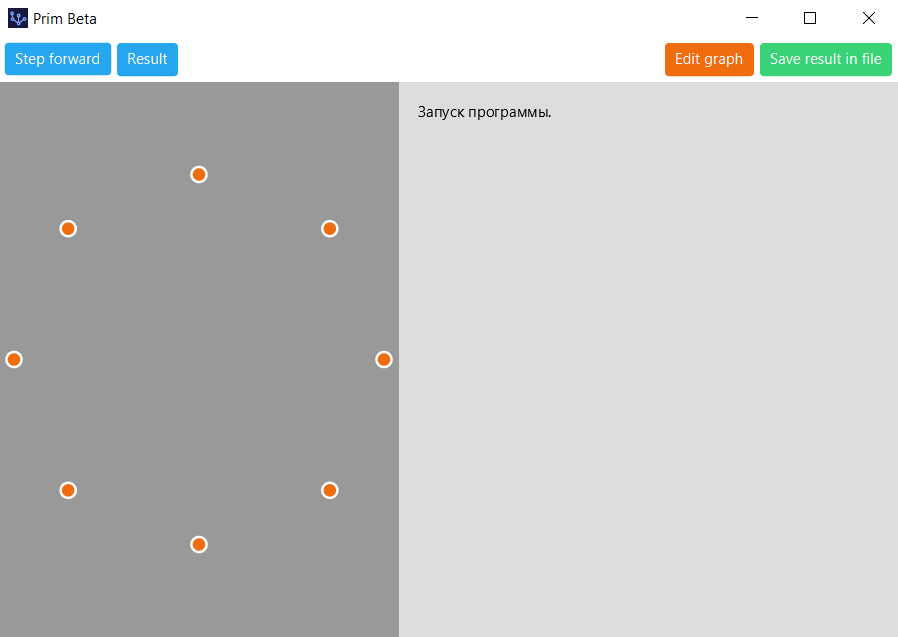 Prim Beta
Step forward
Result
Edit graph
Save result in file
Запуск программы.